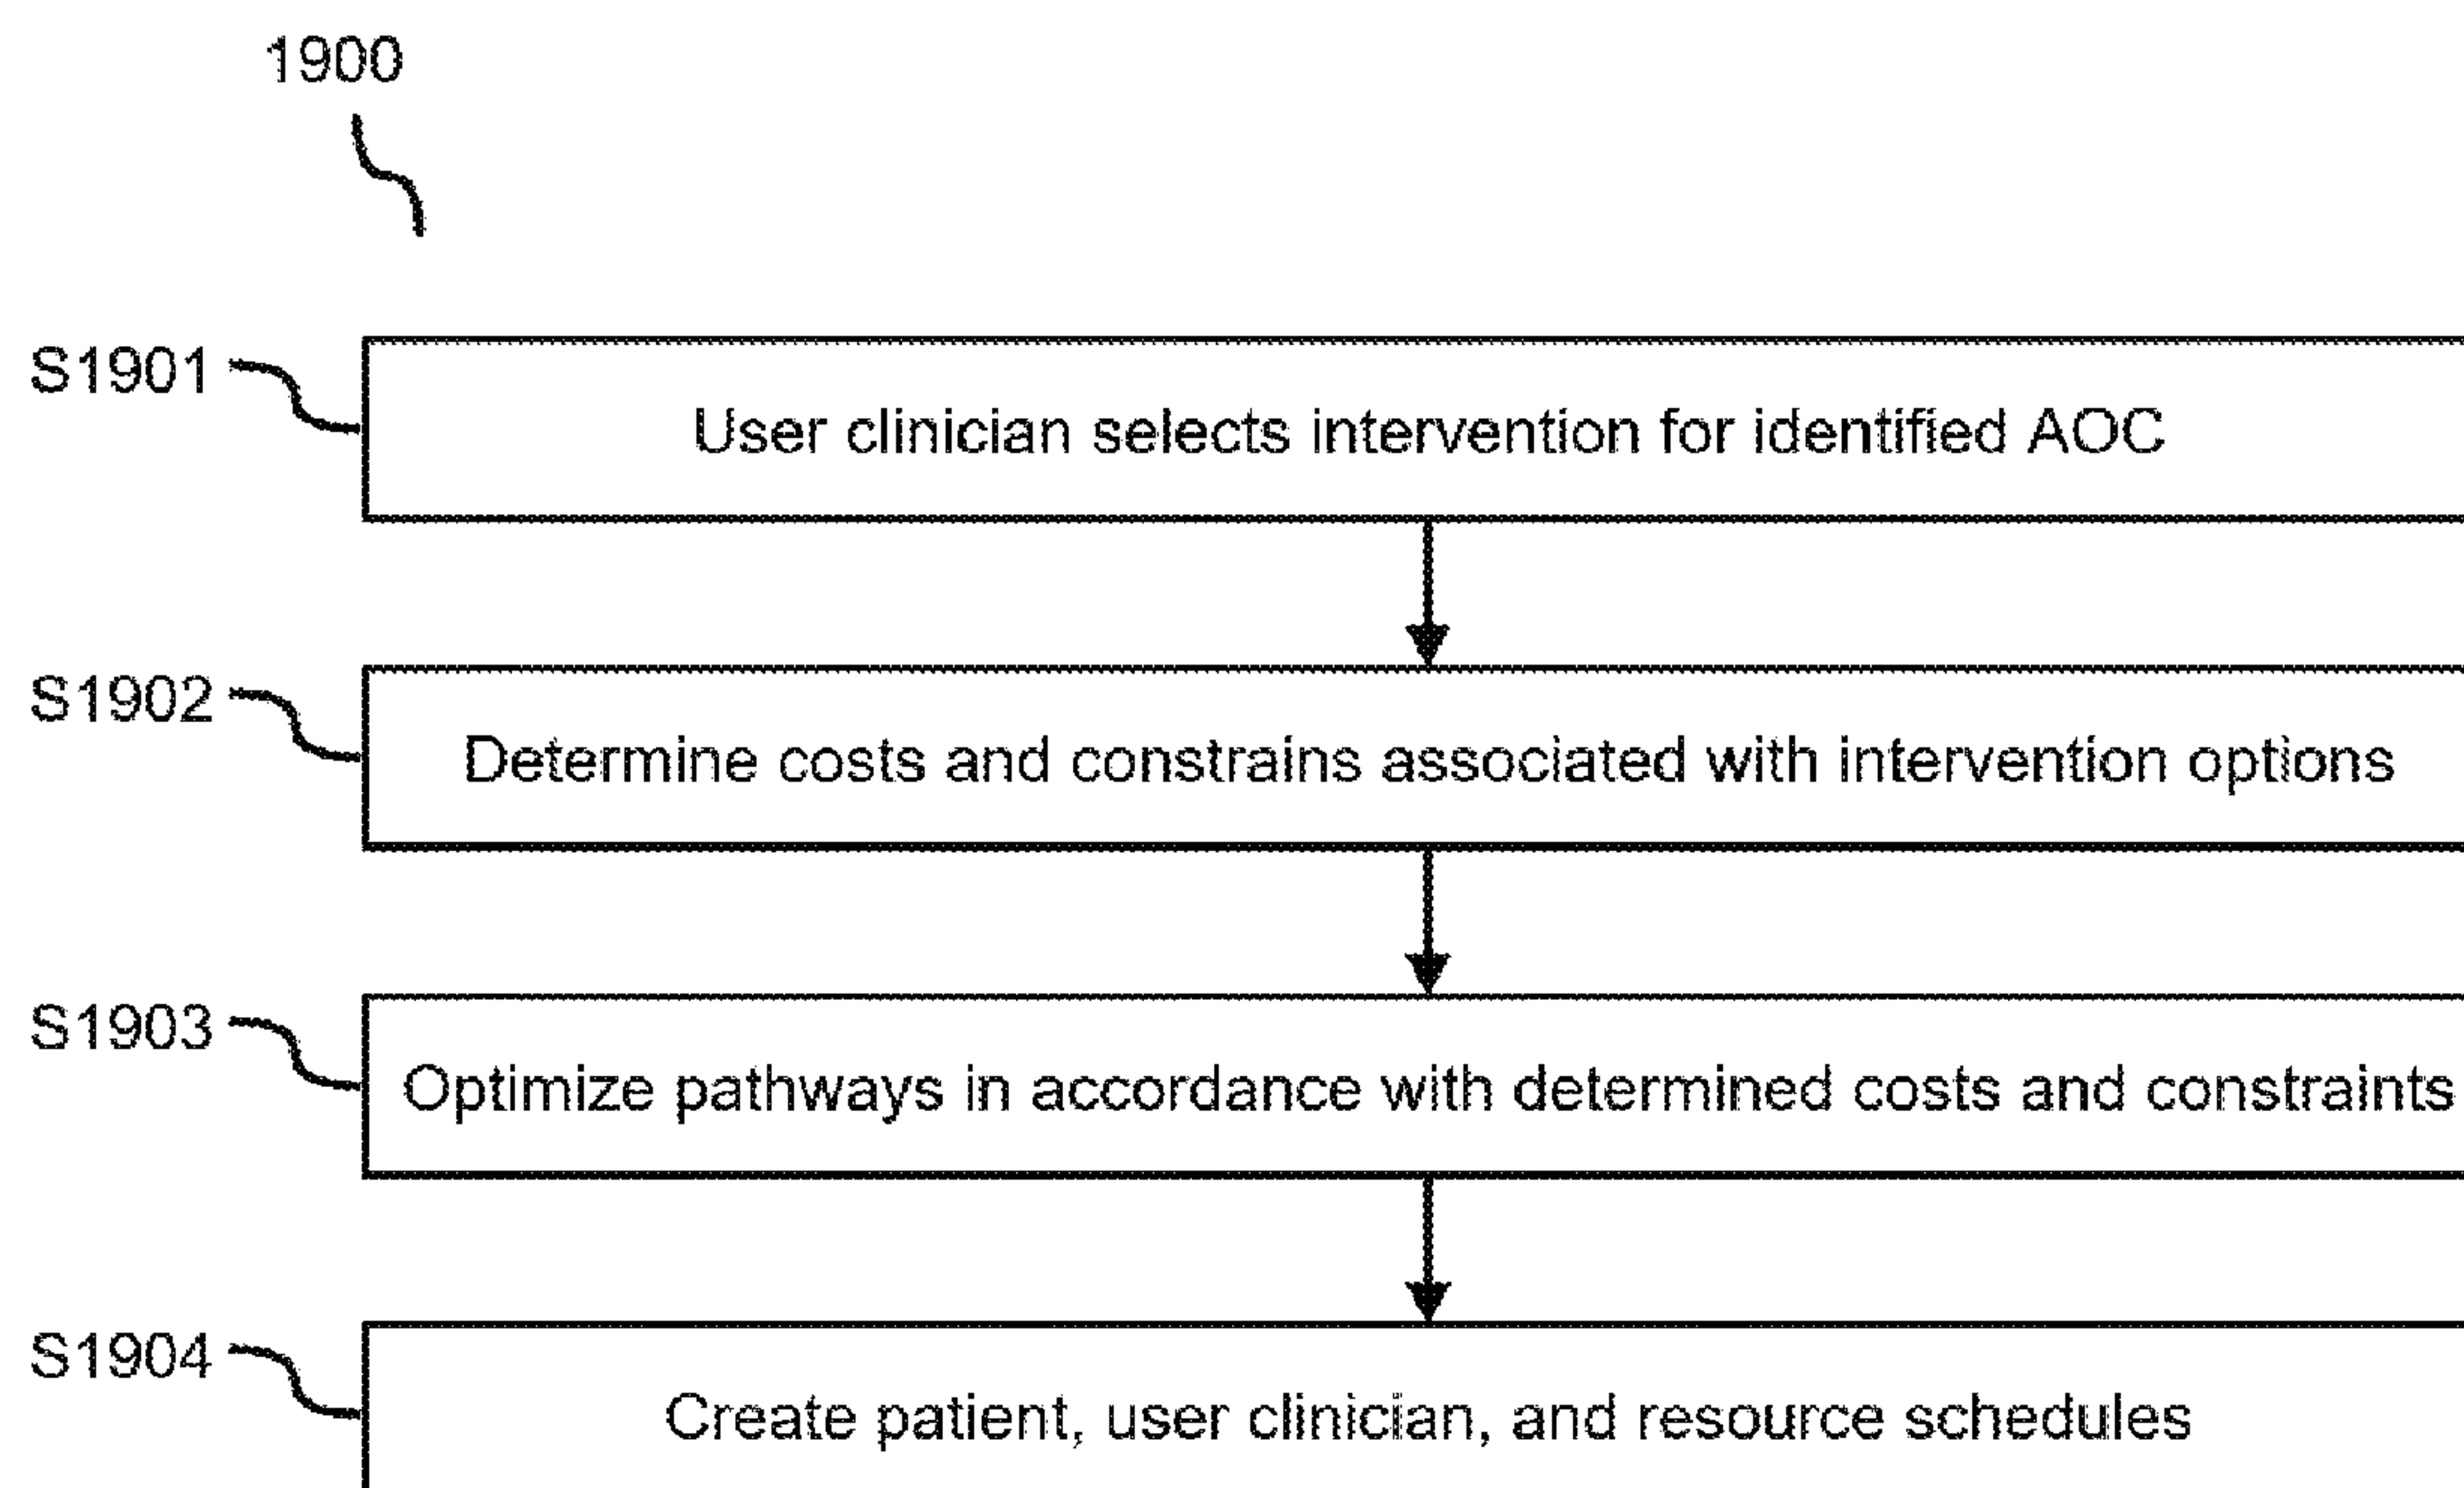 1900
S1901
User clinician selects intervention for identified AOC
S1902
Determine costs and constrains associated with intervention options
S1903
Optimize pathways in accordance with determined costs and constraints
S1904
Create patient, user clinician, and resource schedules